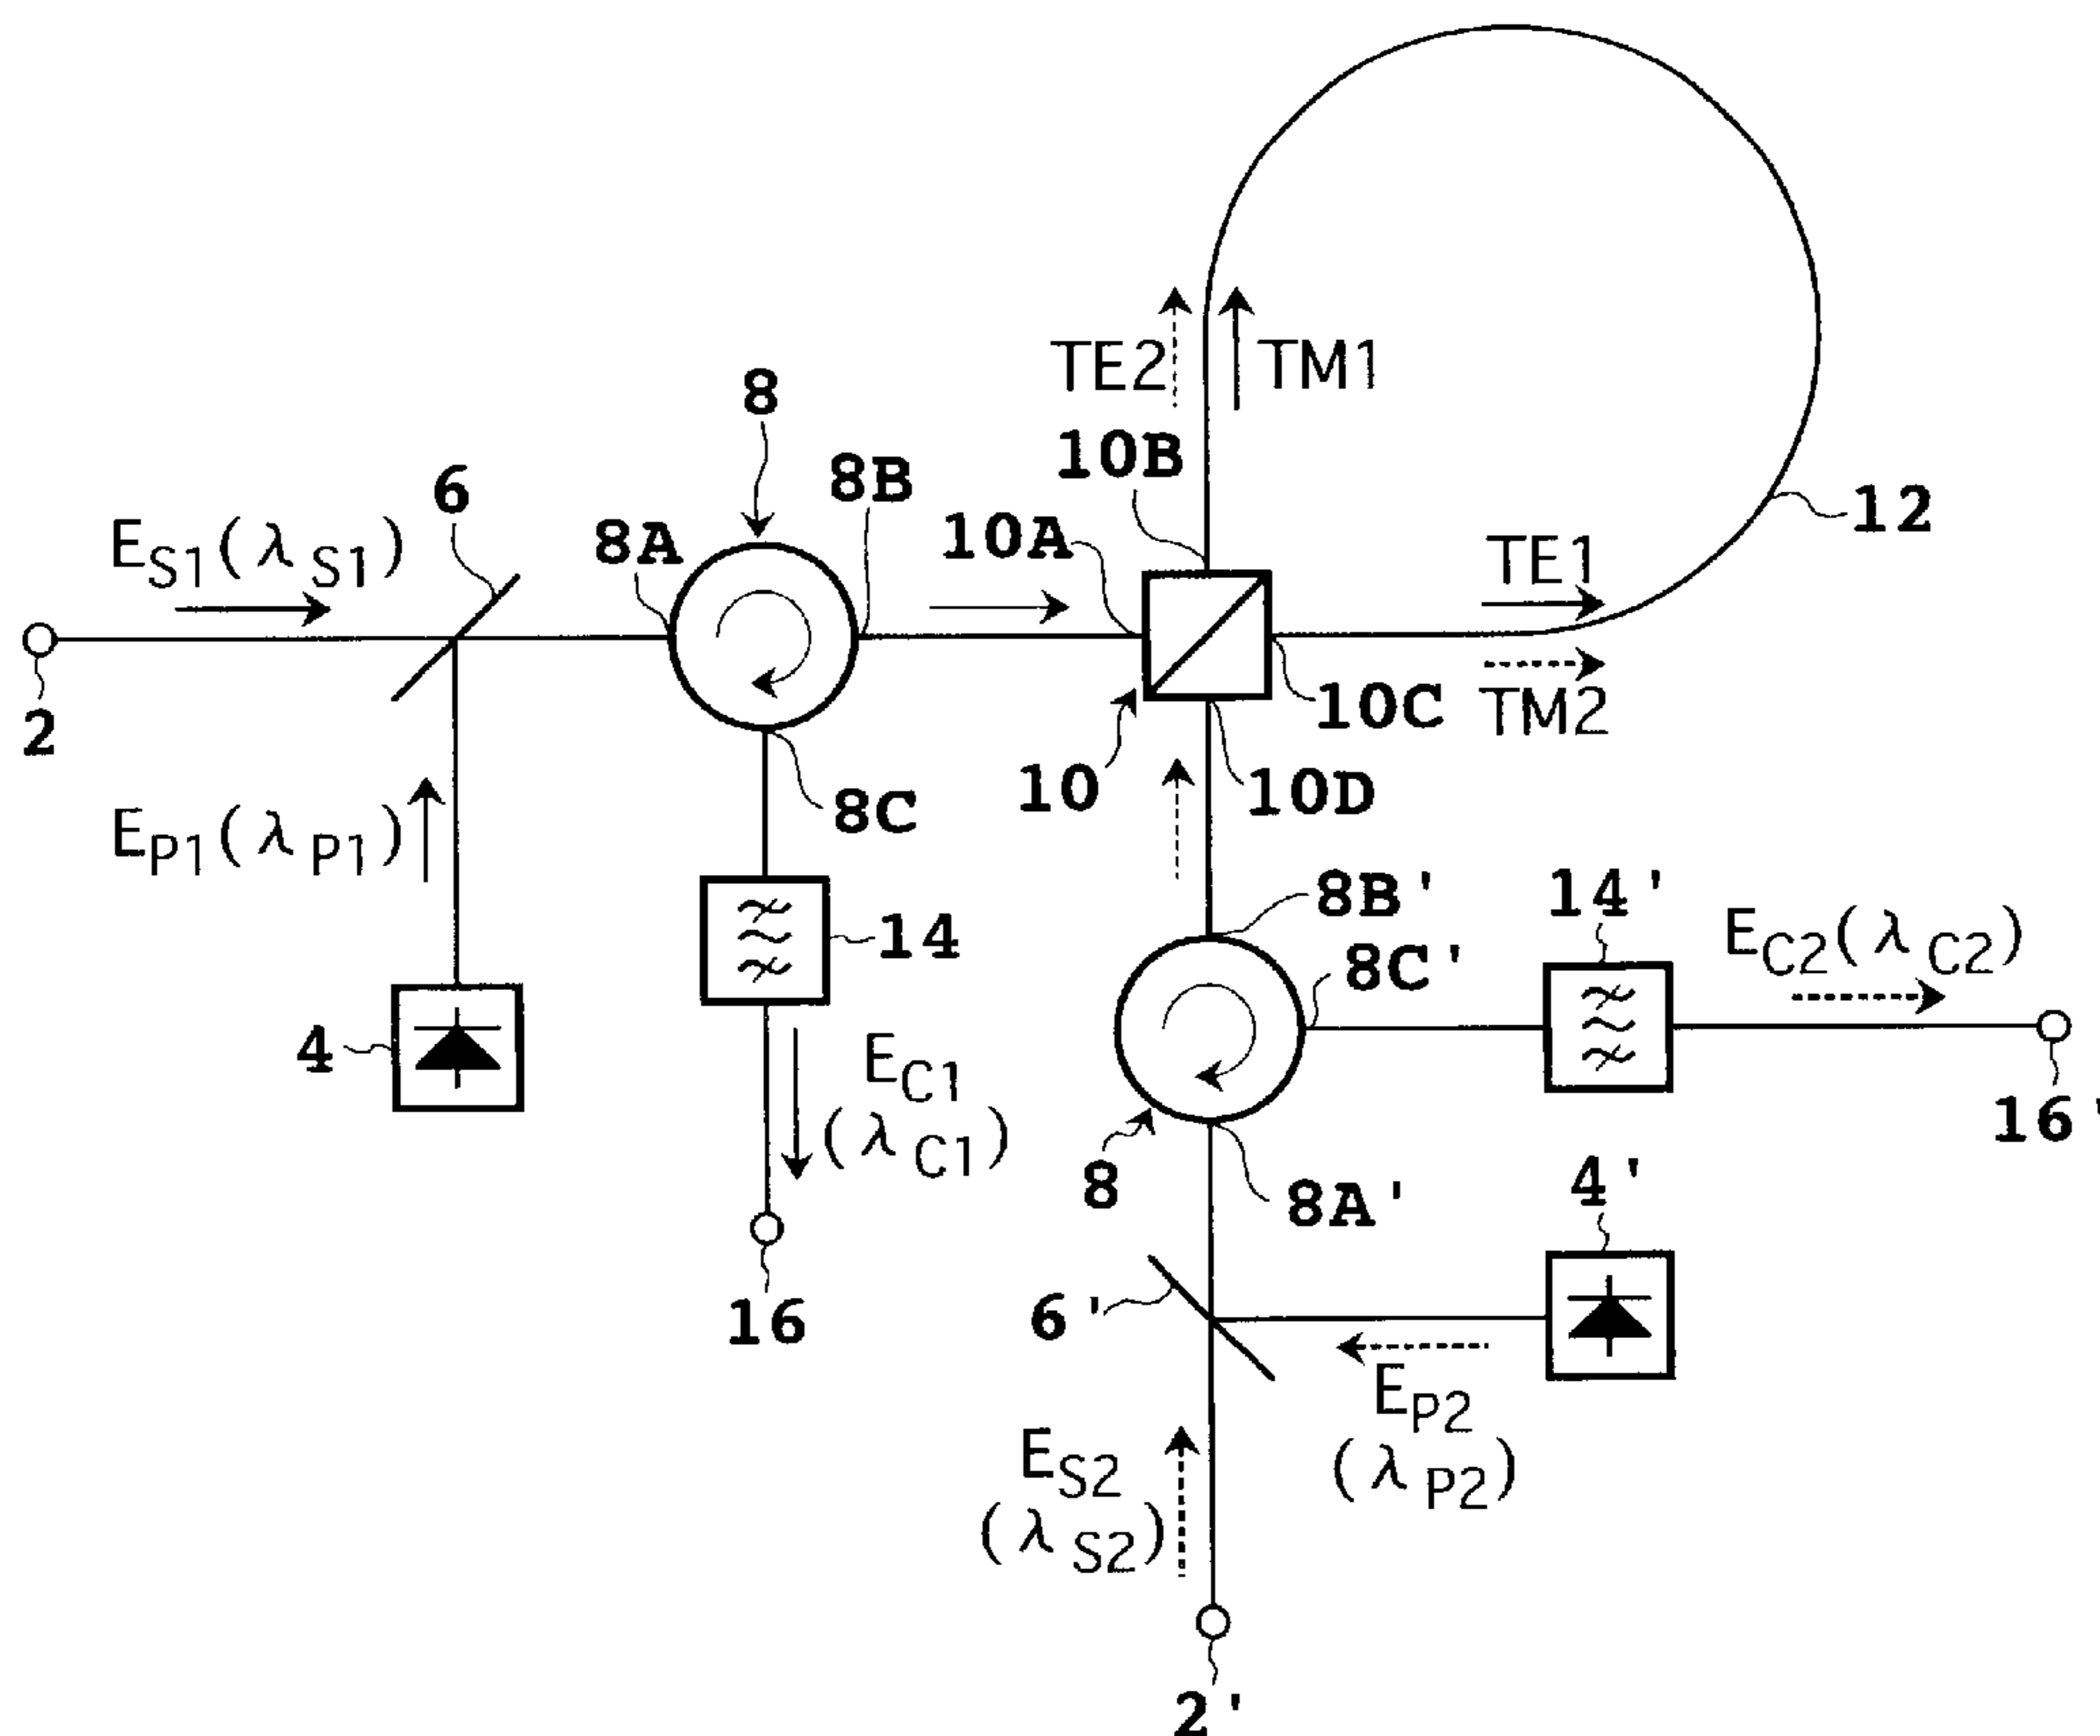 TE2
TM1
8
10B
6
8B
12
E_S1(λ_S1)
8A
10A
TE1
2
10C
TM2
10
10D
8C
E_P1(λ_P1)
14
8B'
14'
8C'
E_C2(λ_C2)
4
E_C1
(λ_C1)
16'
8
8A'
4'
16
6'
E_P2
(λ_P2)
E_S2
(λ_S2)
2'